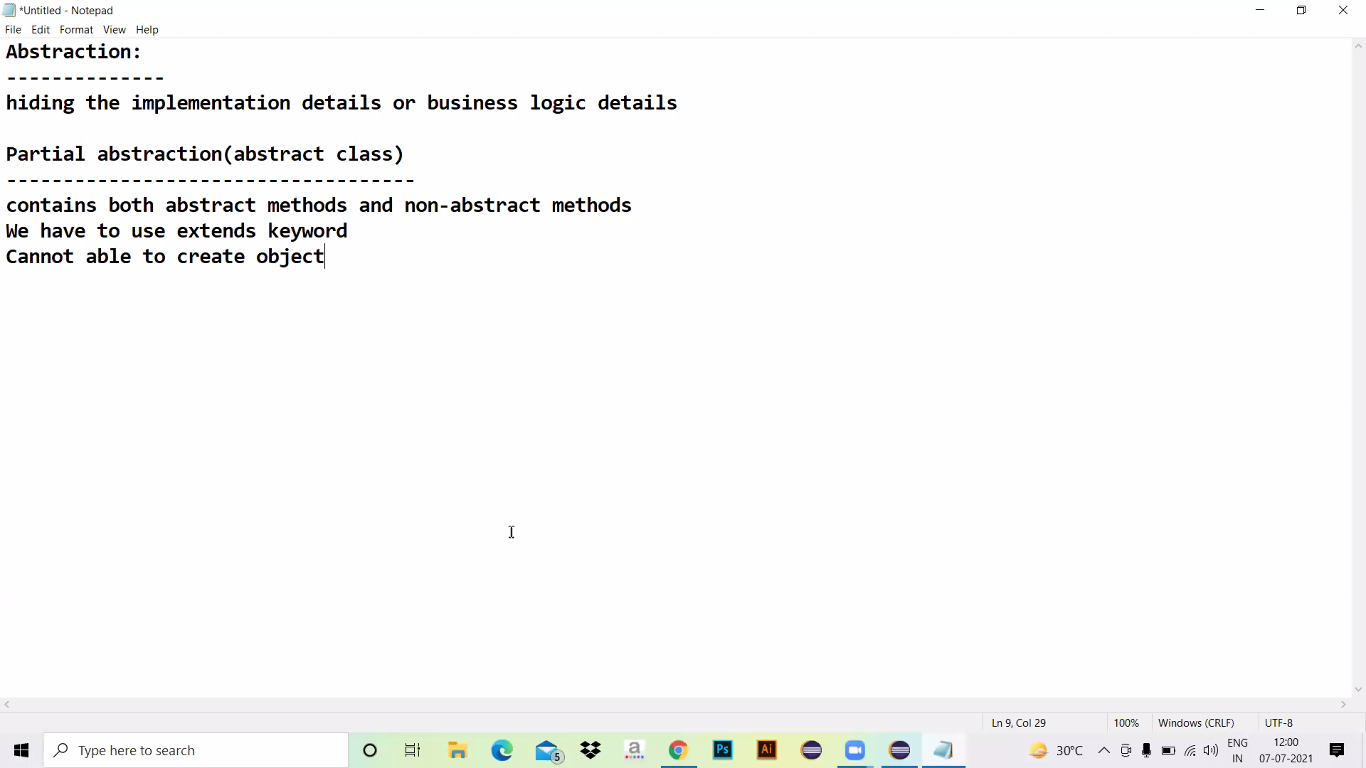 *Untitled - Notepad
File Edit Format View Help
Abstraction:
--------------
hiding the implementation details or business logic details
Partial abstraction(abstract class)
------------------------------------
contains both abstract methods and non-abstract methods
We have to use extends keyword
Cannot able to create object
Ln 9, Col 29
100%
Windows (CRLF)
UTF-8
Type here to search
5
a
Ps
Ai
30°C
ENG
IN
12:00
07-07-2021